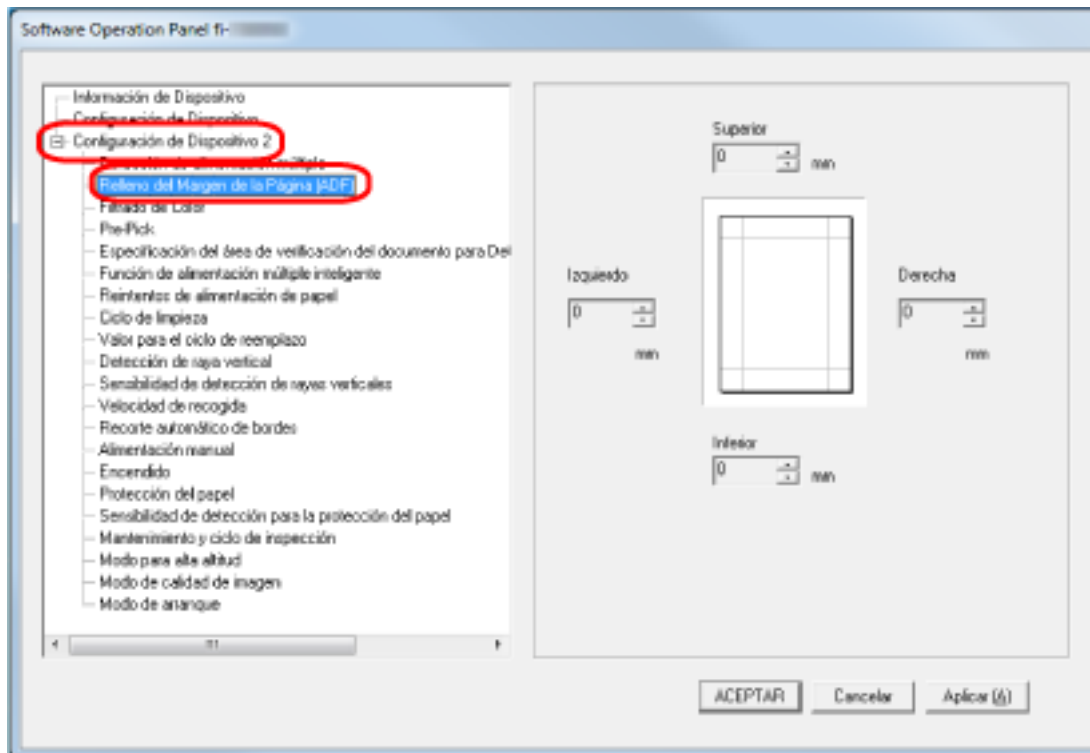 Software Operation Panel fi-
Información de Dispositivo
Configuración de Dispositivo
Configuración de Dispositivo 2
Relleno del Margen de la Página [ADF]
Filtrado de Color
Pre-Pick
Especificación del área de verificación del documento para De
Función de alimentación múltiple inteligente
Reintentos de alimentación de papel
Ciclo de limpieza
Valor para el ciclo de reemplazo
Detección de raya vertical
Sensibilidad de detección de rayas verticales
Velocidad de recogida
Recorte automático de bordes
Alimentación manual
Encendido
Protección del papel
Sensibilidad de detección para la protección del papel
Mantenimiento y ciclo de inspección
Modo para alta altitud
Modo de calidad de imagen
Modo de arranque
Superior
0 mm
Izquierdo
0
mm
Derecha
0
mm
Inferior
0 mm
ACEPTAR Cancelar Aplicar (A)